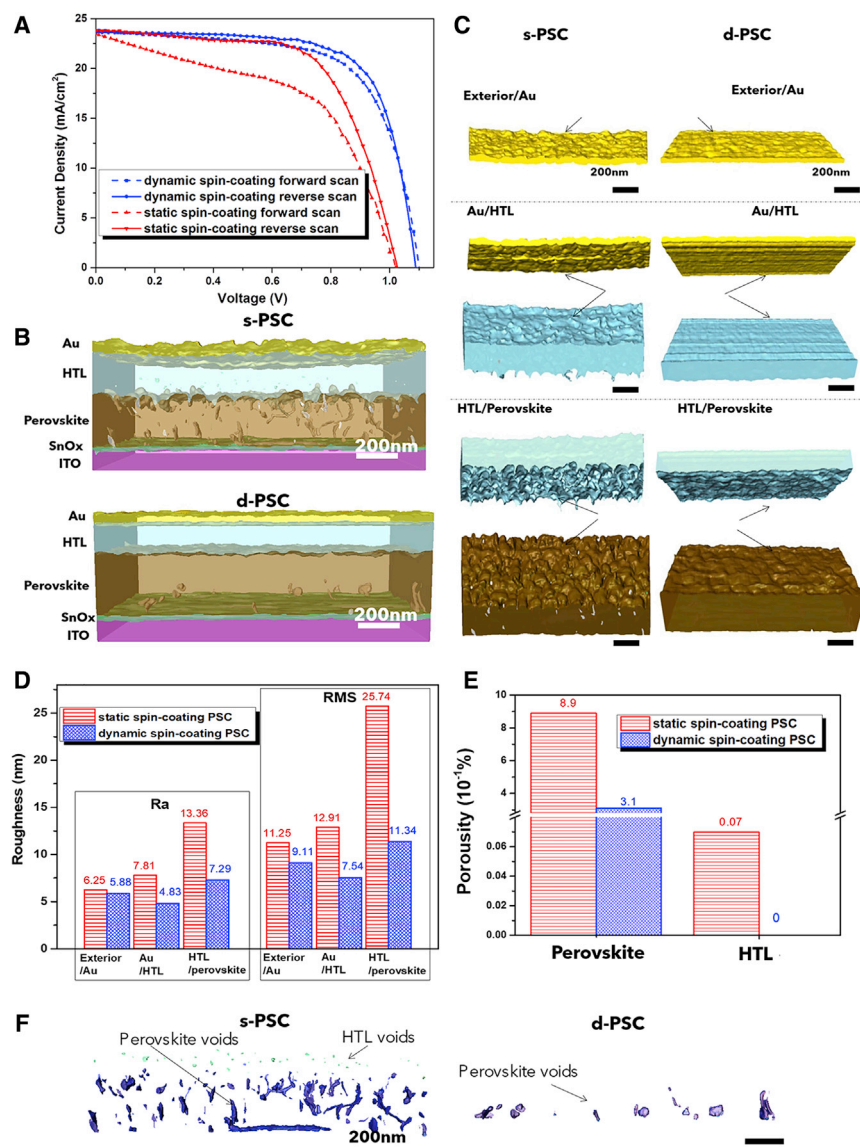 A
Current Density (mA/cm²)
25
20
15
10
5
0
0.0
0.2
0.4
0.6
0.8
1.0
Voltage (V)
dynamic spin-coating forward scan
dynamic spin-coating reverse scan
static spin-coating forward scan
static spin-coating reverse scan
B
s-PSC
Au
HTL
Perovskite
SnOx
ITO
200nm
d-PSC
Au
HTL
Perovskite
SnOx
ITO
200nm
C
s-PSC
d-PSC
Exterior/Au
Exterior/Au
200nm
200nm
Au/HTL
Au/HTL
HTL/Perovskite
HTL/Perovskite
D
Roughness (nm)
25
20
15
10
5
0
static spin-coating PSC
dynamic spin-coating PSC
Ra
6.25
5.88
7.81
4.83
13.36
7.29
Exterior
/Au
Au
/HTL
HTL
/perovskite
RMS
11.25
9.11
12.91
7.54
25.74
11.34
Exterior
/Au
Au
/HTL
HTL
/perovskite
E
Porousity (10⁻¹%)
10
8
6
4
0.06
0.04
0.02
0.00
static spin-coating PSC
dynamic spin-coating PSC
8.9
3.1
0.07
0
Perovskite
HTL
F
s-PSC
Perovskite voids
HTL voids
200nm
d-PSC
Perovskite voids